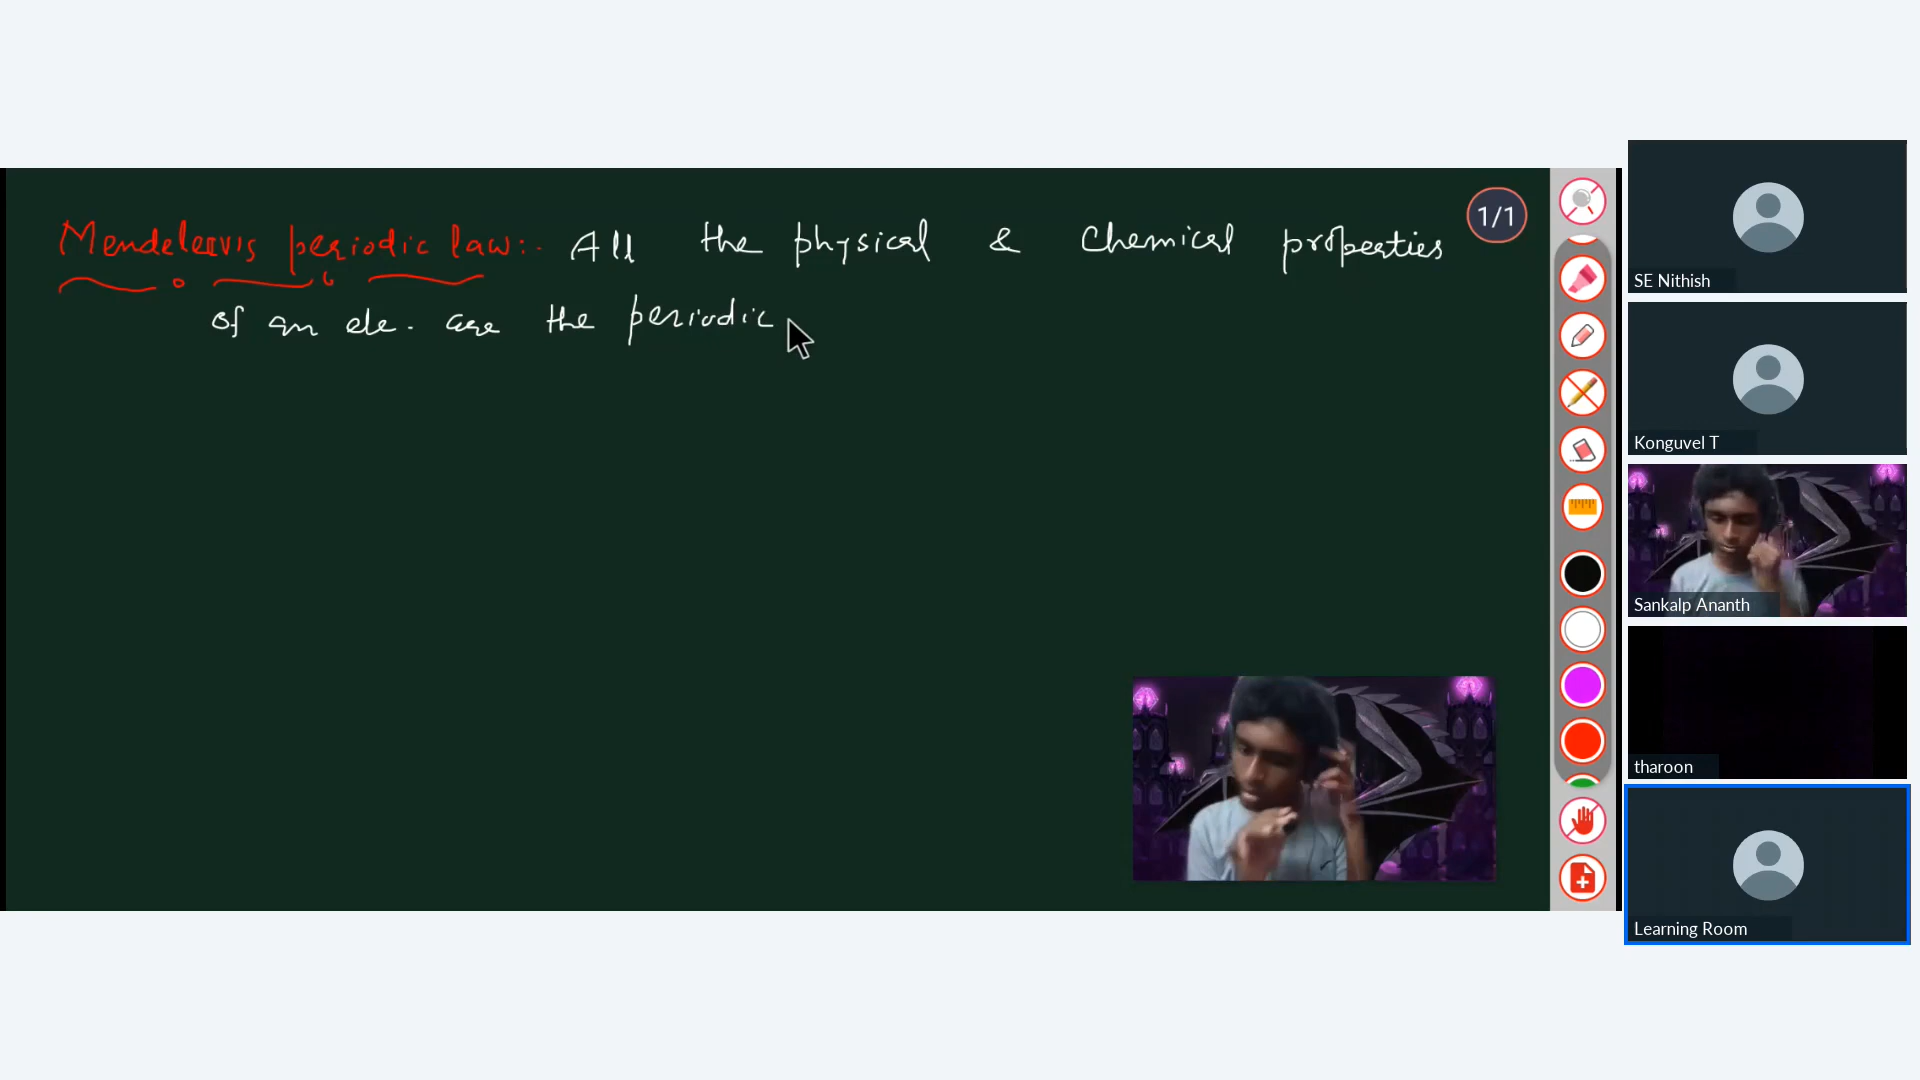 Mendeleevis periodic law:- All the physical & Chemical properties
of an ele. are the periodic
1/1
SE Nithish
Konguvel T
Sankalp Ananth
tharoon
Learning Room